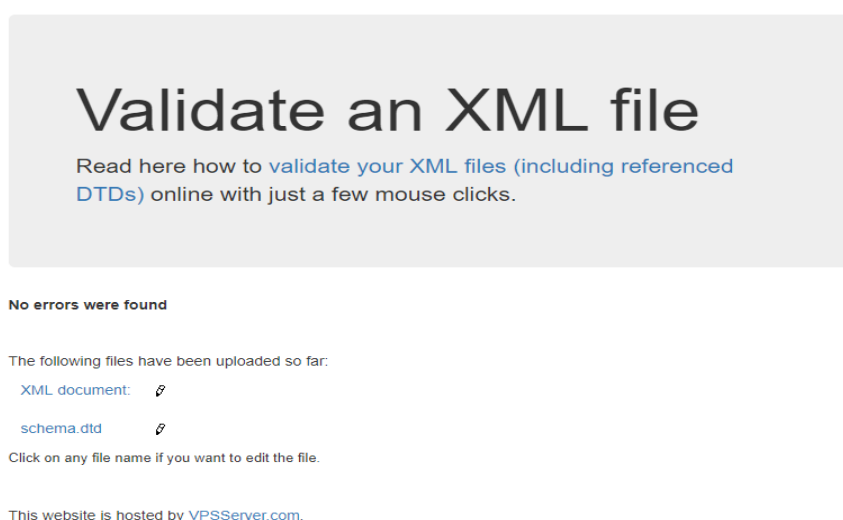 Validate an XML file
Read here how to validate your XML files (including referenced
DTDs) online with just a few mouse clicks.
No errors were found
The following files have been uploaded so far:
XML document:
schema.dtd
Click on any file name if you want to edit the file.
This website is hosted by VPSServer.com.